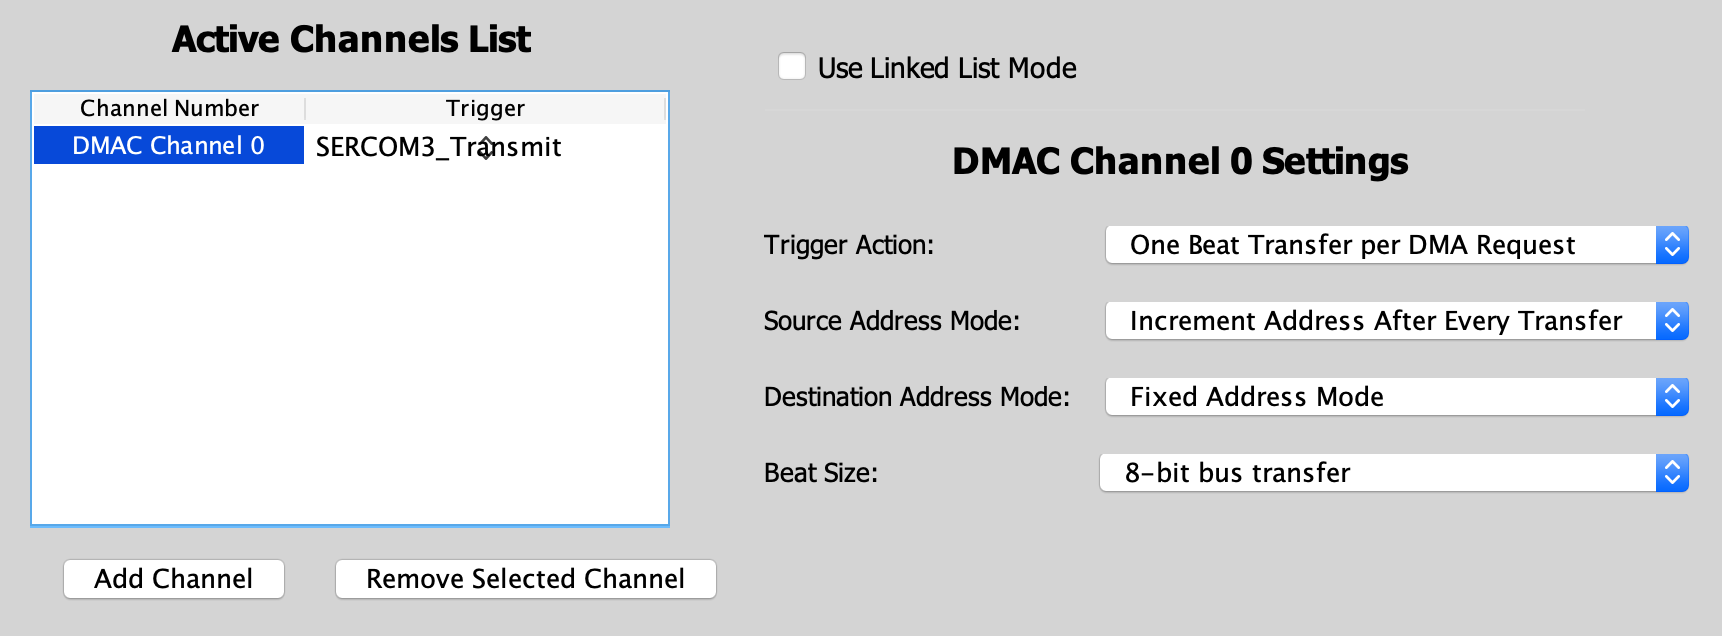 Active Channels List
Channel Number Trigger
DMAC Channel 0 SERCOM3_Transmit
Add Channel Remove Selected Channel
Use Linked List Mode
DMAC Channel 0 Settings
Trigger Action: One Beat Transfer per DMA Request
Source Address Mode: Increment Address After Every Transfer
Destination Address Mode: Fixed Address Mode
Beat Size: 8-bit bus transfer